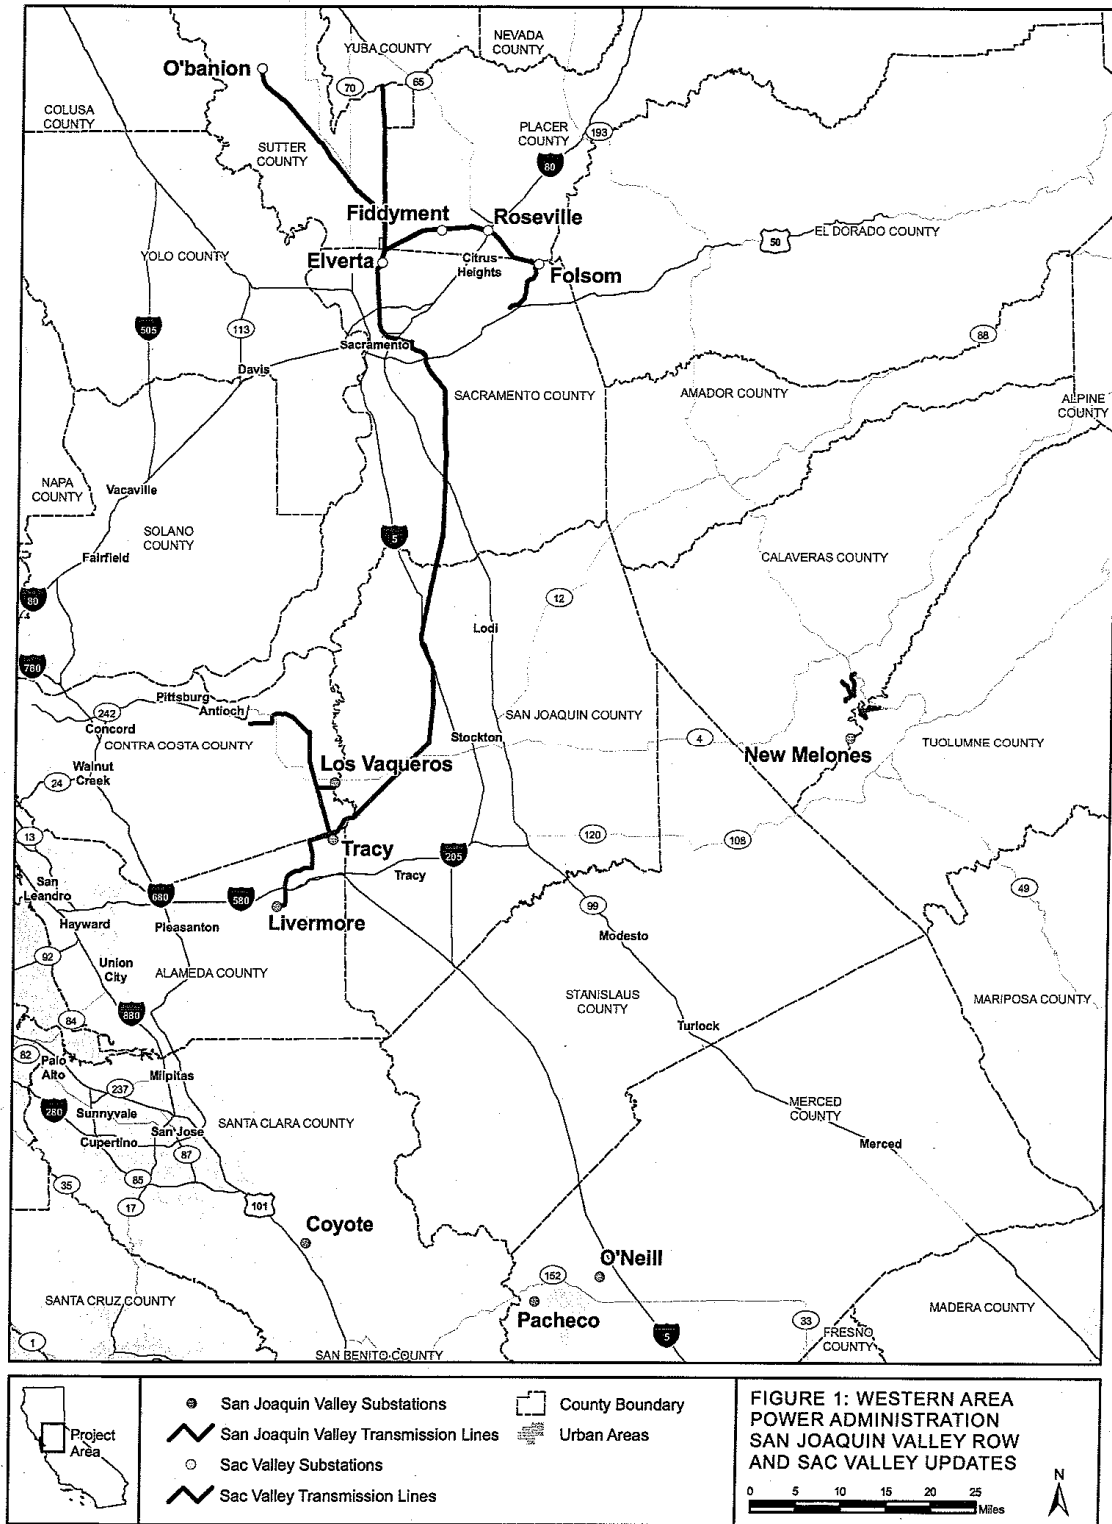 NEVADA
COUNTY
YUBA COUNTY
O'banion
70
65
COLUSA
COUNTY
SUTTER
COUNTY
PLACER
COUNTY
193
80
Fiddyment
Roseville
50
EL DORADO COUNTY
YOLO COUNTY
Elverta
Citrus
Heights
Folsom
505
113
88
Sacramento
Davis
SACRAMENTO COUNTY
AMADOR COUNTY
ALPINE
COUNTY
NAPA
COUNTY
Vacaville
SOLANO
COUNTY
5
Fairfield
CALAVERAS COUNTY
80
12
Lodi
780
Pittsburg
Antioch
242
Concord
SAN JOAQUIN COUNTY
CONTRA COSTA COUNTY
Stockton
4
New Melones
TUOLUMNE COUNTY
Walnut
Creek
24
Los Vaqueros
13
120
108
Tracy
205
Tracy
San
Leandro
680
580
49
Livermore
99
Hayward
Pleasanton
Modesto
92
Union
City
ALAMEDA COUNTY
STANISLAUS
COUNTY
MARIPOSA COUNTY
880
84
Turlock
82
Palo
Alto
Milpitas
237
280
Sunnyvale
MERCED
COUNTY
San Jose
SANTA CLARA COUNTY
Cupertino
Merced
87
85
35
17
101
Coyote
O'Neill
152
SANTA CRUZ COUNTY
Pacheco
MADERA COUNTY
33
1
5
FRESNO
COUNTY
SAN BENITO COUNTY
Project
Area
San Joaquin Valley Substations
San Joaquin Valley Transmission Lines
Sac Valley Substations
Sac Valley Transmission Lines
County Boundary
Urban Areas
FIGURE 1: WESTERN AREA
POWER ADMINISTRATION
SAN JOAQUIN VALLEY ROW
AND SAC VALLEY UPDATES
N
0 5 10 15 20 25
Miles